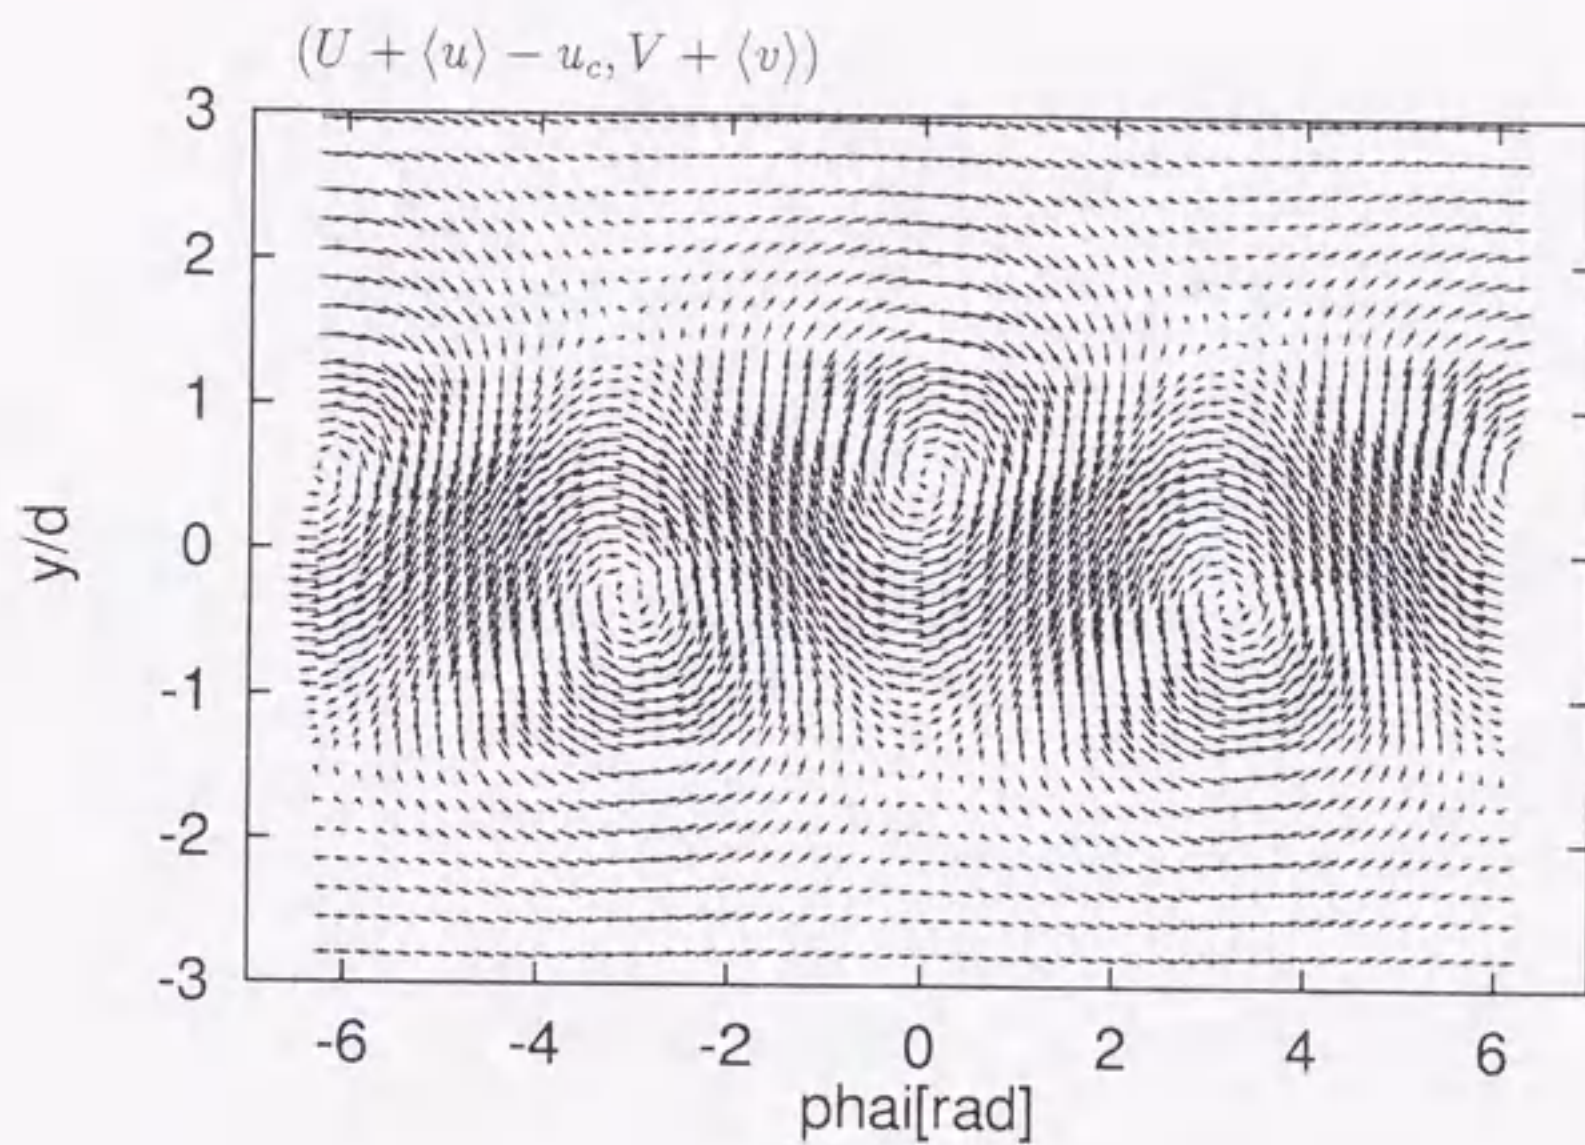 (U + ⟨u⟩ − u_c, V + ⟨v⟩)
3
2
1
0
-1
-2
-3
y/d
-6 -4 -2 0 2 4 6
phai[rad]